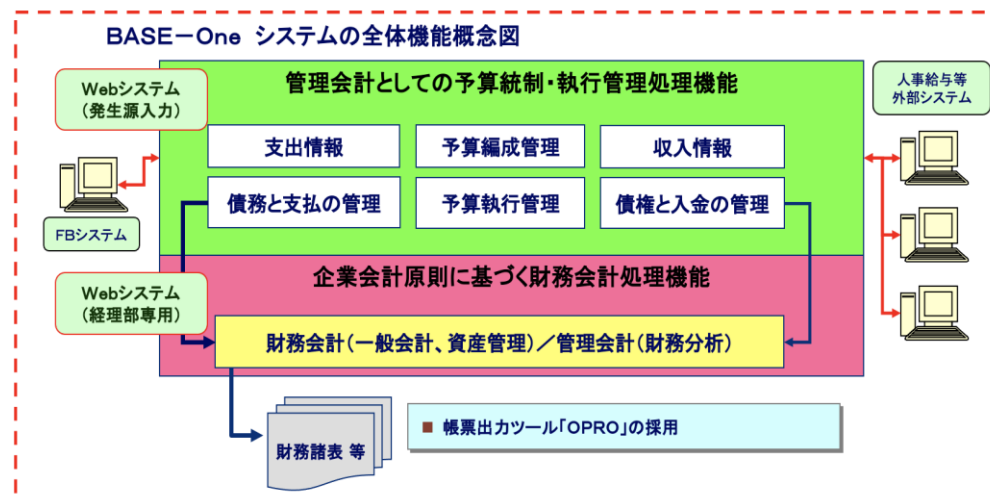 BASE－One システムの全体機能概念図
管理会計としての予算統制・執行管理処理機能
Webシステム
（発生源入力）
人事給与等
外部システム
支出情報
予算編成管理
収入情報
債務と支払の管理
予算執行管理
債権と入金の管理
FBシステム
企業会計原則に基づく財務会計処理機能
Webシステム
（経理部専用）
財務会計（一般会計、資産管理）／管理会計（財務分析）
財務諸表 等
■ 帳票出力ツール「OPRO」の採用